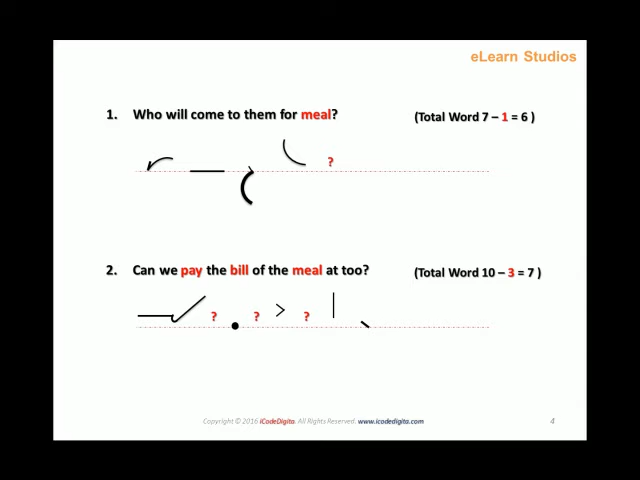 eLearn Studios
1. Who will come to them for meal? (Total Word 7 – 1 = 6 )
?
2. Can we pay the bill of the meal at too? (Total Word 10 – 3 = 7 )
? ? ?
Copyright © 2016 iCodeDigita. All Rights Reserved. www.icodedigita.com 4